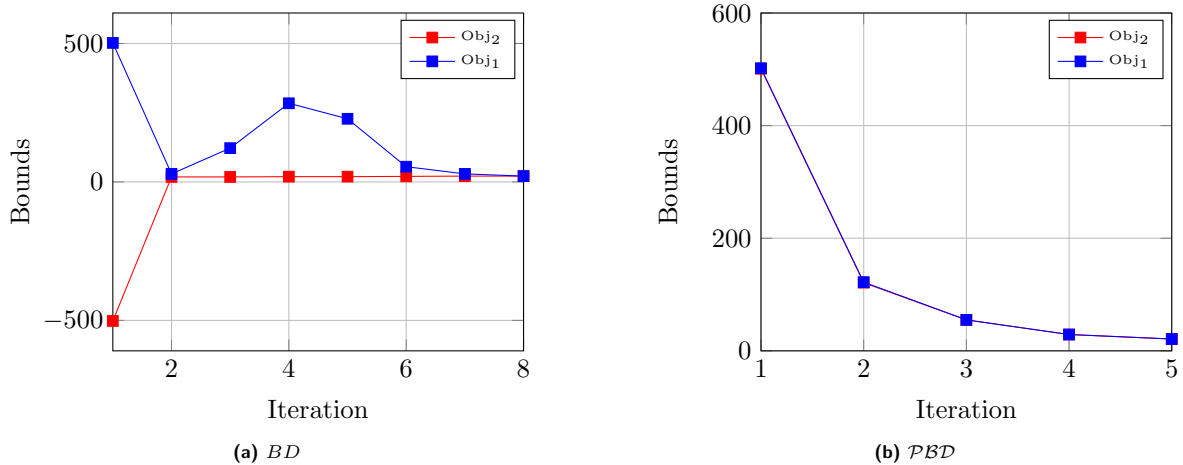 500
0
−500
Bounds
2
4
6
8
Iteration
Obj2
Obj1
(a) BD
600
400
200
0
Bounds
1
2
3
4
5
Iteration
Obj2
Obj1
(b) PBD